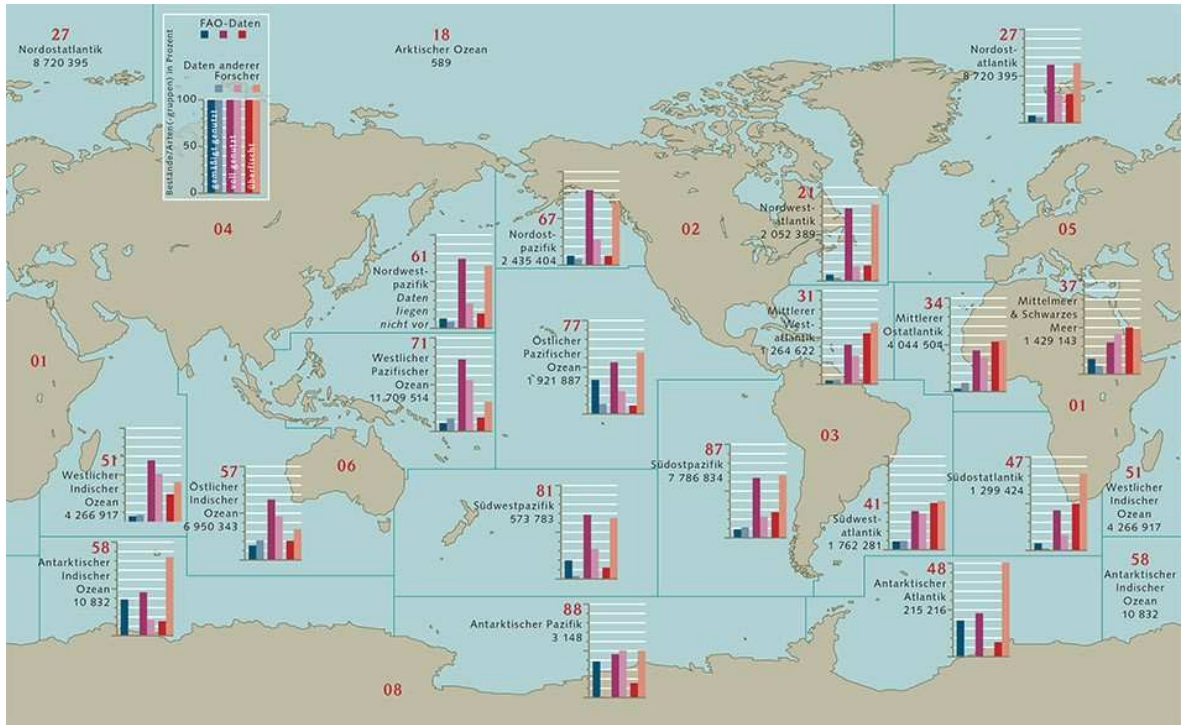 27
Nordostatlantik
8 720 395
FAO-Daten
Daten anderer
Forscher
Bestände/Arten(-gruppen) in Prozent
100
50
0
gemäßigt genutzt
voll genutzt
überfischt
18
Arktischer Ozean
589
27
Nordost-
atlantik
8 720 395
04
67
Nordost-
pazifik
2 435 404
02
21
Nordwest-
atlantik
2 052 389
05
61
Nordwest-
pazifik
Daten
liegen
nicht vor
31
Mittlerer
West-
atlantik
1 264 622
34
Mittlerer
Ostatlantik
4 044 504
37
Mittelmeer
& Schwarzes
Meer
1 429 143
01
71
Westlicher
Pazifischer
Ozean
11 709 514
77
Östlicher
Pazifischer
Ozean
1 921 887
01
03
51
Westlicher
Indischer
Ozean
4 266 917
57
Östlicher
Indischer
Ozean
6 950 343
06
81
Südwestpazifik
573 783
87
Südostpazifik
7 786 834
41
Südwest-
atlantik
1 762 281
47
Südostatlantik
1 299 424
51
Westlicher
Indischer
Ozean
4 266 917
58
Antarktischer
Indischer
Ozean
10 832
88
Antarktischer Pazifik
3 148
48
Antarktischer
Atlantik
215 216
58
Antarktischer
Indischer
Ozean
10 832
08